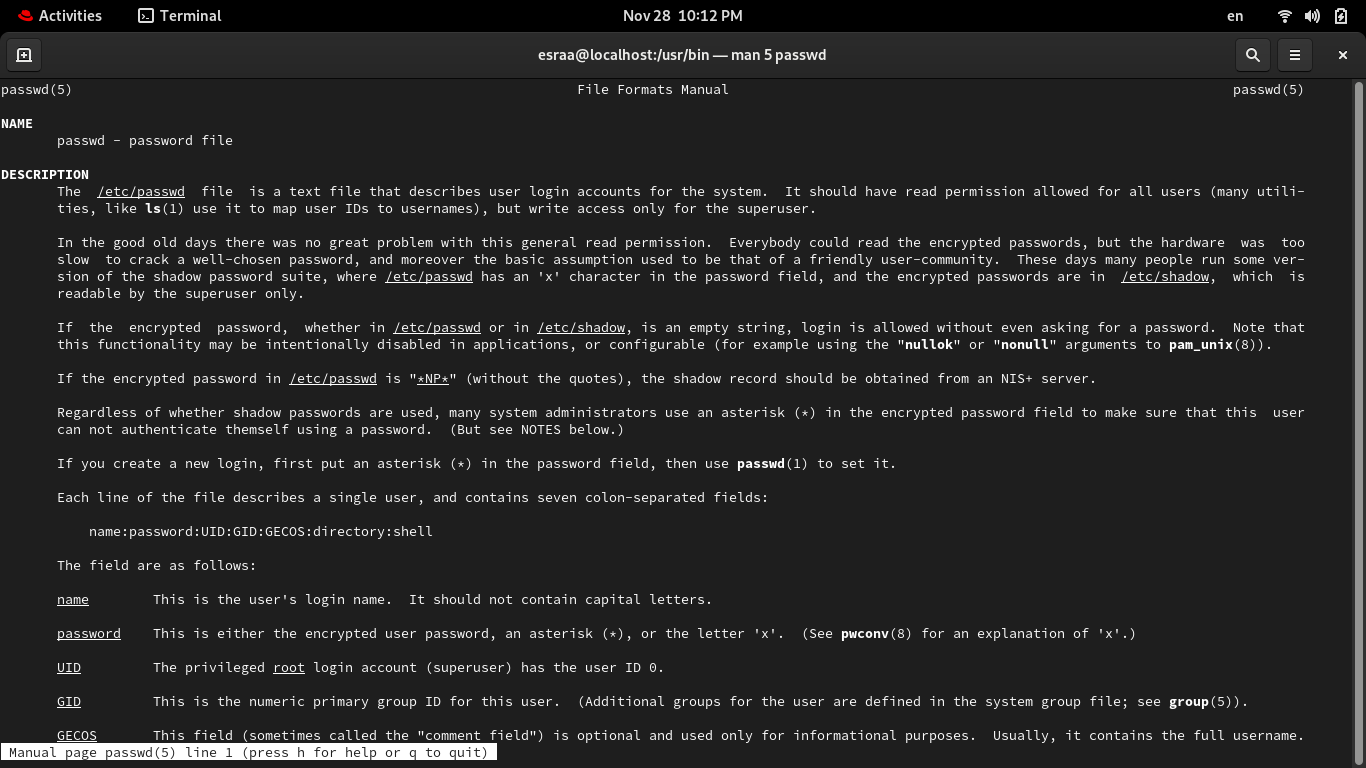 Activities Terminal Nov 28 10:12 PM en
esraa@localhost:/usr/bin — man 5 passwd
passwd(5) File Formats Manual passwd(5)
NAME
passwd - password file
DESCRIPTION
The /etc/passwd file is a text file that describes user login accounts for the system. It should have read permission allowed for all users (many utili-
ties, like ls(1) use it to map user IDs to usernames), but write access only for the superuser.
In the good old days there was no great problem with this general read permission. Everybody could read the encrypted passwords, but the hardware was too
slow to crack a well-chosen password, and moreover the basic assumption used to be that of a friendly user-community. These days many people run some ver-
sion of the shadow password suite, where /etc/passwd has an 'x' character in the password field, and the encrypted passwords are in /etc/shadow, which is
readable by the superuser only.
If the encrypted password, whether in /etc/passwd or in /etc/shadow, is an empty string, login is allowed without even asking for a password. Note that
this functionality may be intentionally disabled in applications, or configurable (for example using the "nullok" or "nonull" arguments to pam_unix(8)).
If the encrypted password in /etc/passwd is "*NP*" (without the quotes), the shadow record should be obtained from an NIS+ server.
Regardless of whether shadow passwords are used, many system administrators use an asterisk (*) in the encrypted password field to make sure that this user
can not authenticate themself using a password. (But see NOTES below.)
If you create a new login, first put an asterisk (*) in the password field, then use passwd(1) to set it.
Each line of the file describes a single user, and contains seven colon-separated fields:
name:password:UID:GID:GECOS:directory:shell
The field are as follows:
name This is the user's login name. It should not contain capital letters.
password This is either the encrypted user password, an asterisk (*), or the letter 'x'. (See pwconv(8) for an explanation of 'x'.)
UID The privileged root login account (superuser) has the user ID 0.
GID This is the numeric primary group ID for this user. (Additional groups for the user are defined in the system group file; see group(5)).
GECOS This field (sometimes called the "comment field") is optional and used only for informational purposes. Usually, it contains the full username.
Manual page passwd(5) line 1 (press h for help or q to quit)